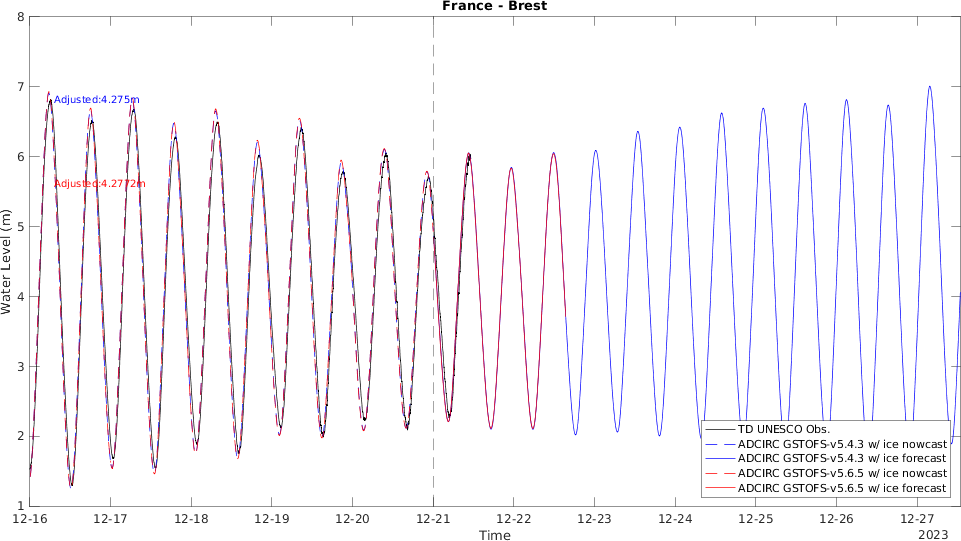 France - Brest
8
7
6
5
4
3
2
1
Water Level (m)
Adjusted:4.275m
Adjusted:4.2772m
TD UNESCO Obs.
ADCIRC GSTOFS-v5.4.3 w/ ice nowcast
ADCIRC GSTOFS-v5.4.3 w/ ice forecast
ADCIRC GSTOFS-v5.6.5 w/ ice nowcast
ADCIRC GSTOFS-v5.6.5 w/ ice forecast
12-16 12-17 12-18 12-19 12-20 12-21 12-22 12-23 12-24 12-25 12-26 12-27
Time
2023